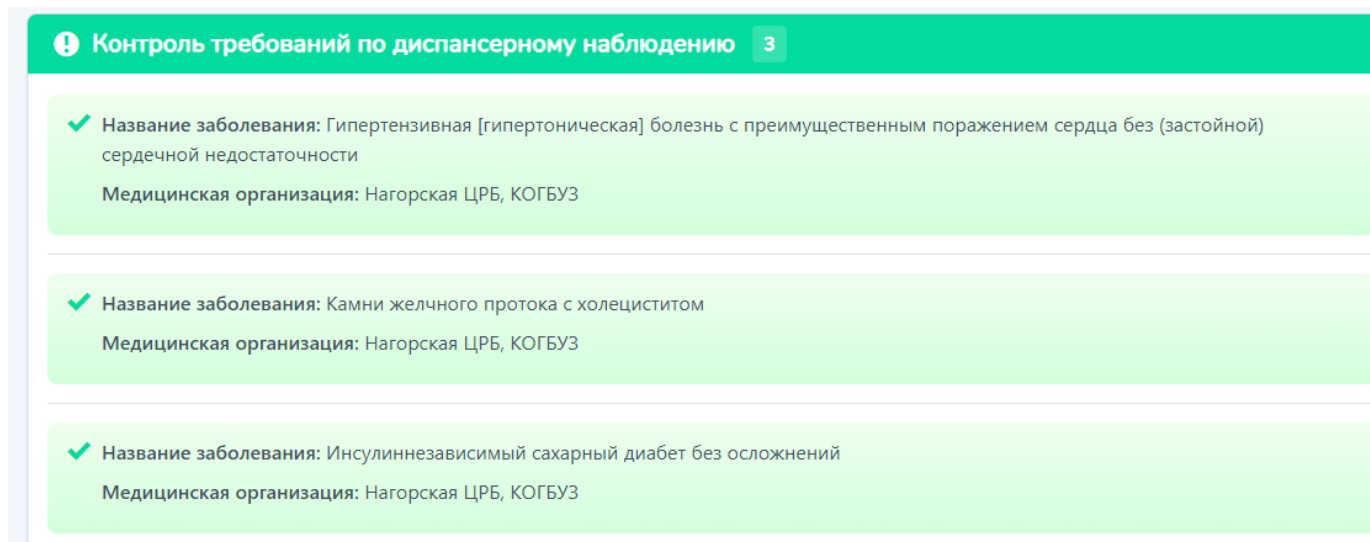 Контроль требований по диспансерному наблюдению 3
Название заболевания: Гипертензивная [гипертоническая] болезнь с преимущественным поражением сердца без (застойной)
сердечной недостаточности
Медицинская организация: Нагорская ЦРБ, КОГБУЗ
Название заболевания: Камни желчного протока с холециститом
Медицинская организация: Нагорская ЦРБ, КОГБУЗ
Название заболевания: Инсулиннезависимый сахарный диабет без осложнений
Медицинская организация: Нагорская ЦРБ, КОГБУЗ